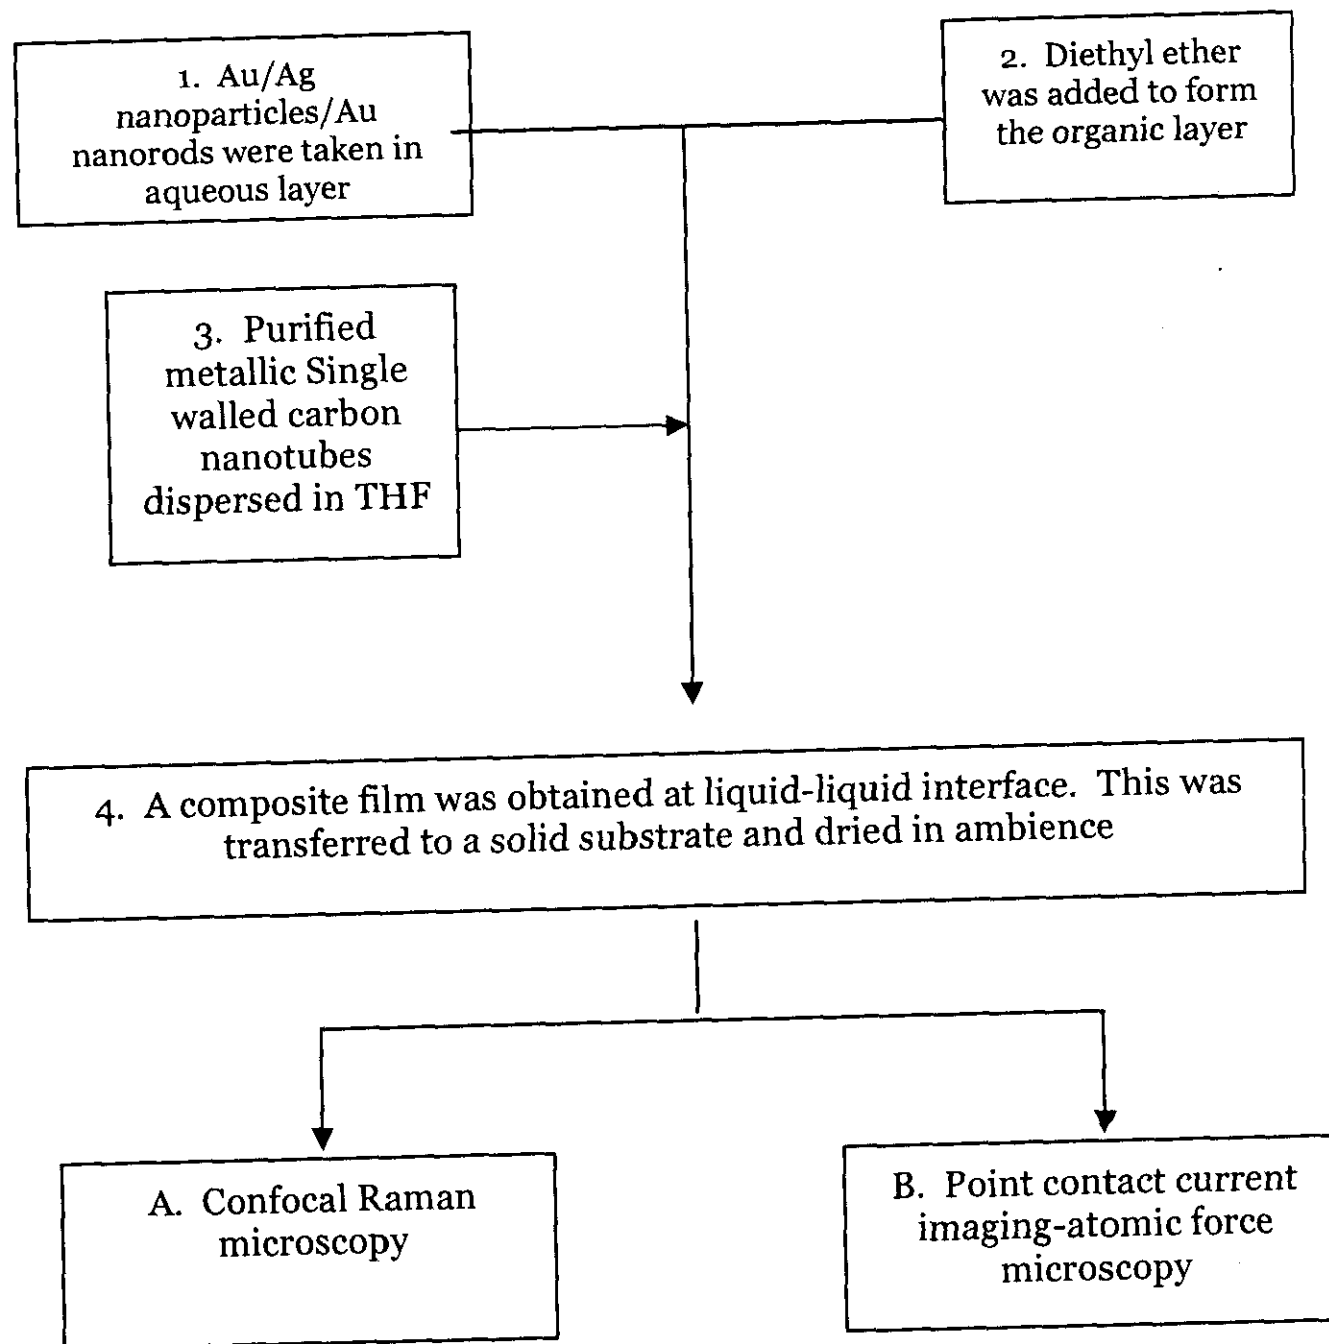 1. Au/Ag
nanoparticles/Au
nanorods were taken in
aqueous layer
2. Diethyl ether
was added to form
the organic layer
3. Purified
metallic Single
walled carbon
nanotubes
dispersed in THF
4. A composite film was obtained at liquid-liquid interface. This was
transferred to a solid substrate and dried in ambience
A. Confocal Raman
microscopy
B. Point contact current
imaging-atomic force
microscopy